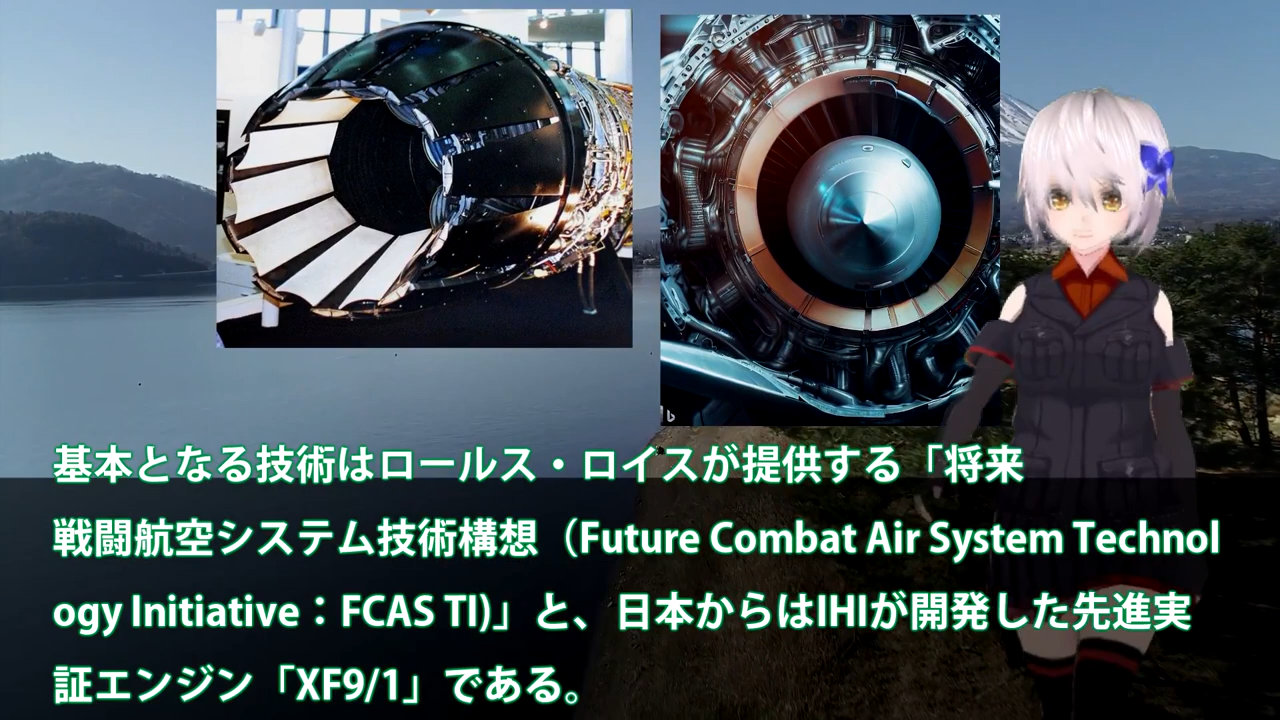 基本となる技術はロールス・ロイスが提供する「将来
戦闘航空システム技術構想（Future Combat Air System Technol
ogy Initiative：FCAS TI)」と、日本からはIHIが開発した先進実
証エンジン「XF9/1」である。